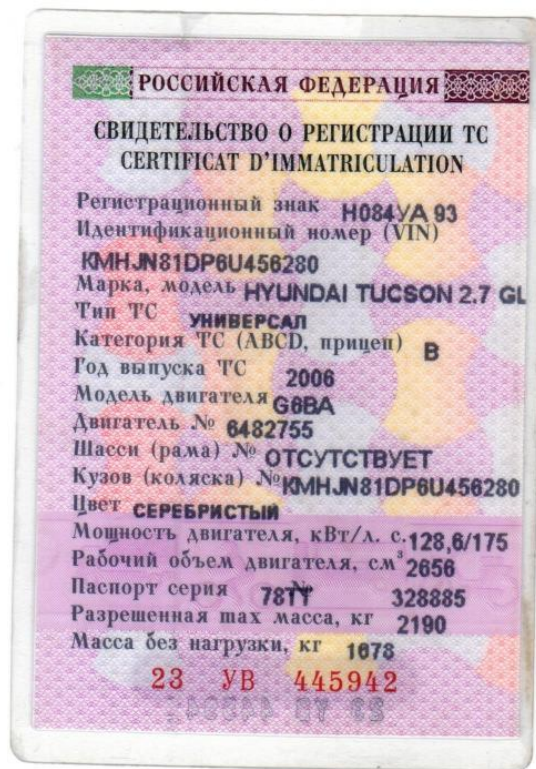 РОССИЙСКАЯ ФЕДЕРАЦИЯ
СВИДЕТЕЛЬСТВО О РЕГИСТРАЦИИ ТС
CERTIFICAT D'IMMATRICULATION
Регистрационный знак Н084УА 93
Идентификационный номер (VIN)
KMHJN81DP6U456280
Марка, модель HYUNDAI TUCSON 2.7 GL
Тип ТС УНИВЕРСАЛ
Категория ТС (ABCD, прицеп) B
Год выпуска ТС 2006
Модель двигателя G6BA
Двигатель № 6482755
Шасси (рама) № ОТСУТСТВУЕТ
Кузов (коляска) № KMHJN81DP6U456280
Цвет СЕРЕБРИСТЫЙ
Мощность двигателя, кВт/л. с. 128,6/175
Рабочий объем двигателя, см³ 2656
Паспорт серия 78ТТ № 328885
Разрешенная max масса, кг 2190
Масса без нагрузки, кг 1678
23 УВ 445942